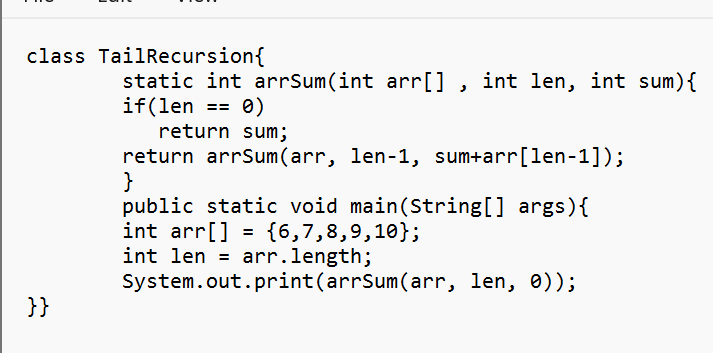 class TailRecursion{
static int arrSum(int arr[] , int len, int sum){
if(len == 0)
return sum;
return arrSum(arr, len-1, sum+arr[len-1]);
}
public static void main(String[] args){
int arr[] = {6,7,8,9,10};
int len = arr.length;
System.out.print(arrSum(arr, len, 0));
}}